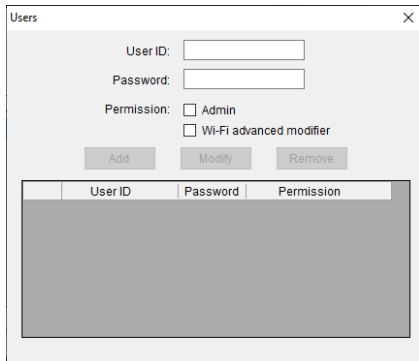 Users
User ID:
Password:
Permission: Admin
Wi-Fi advanced modifier
Add Modify Remove
User ID Password Permission